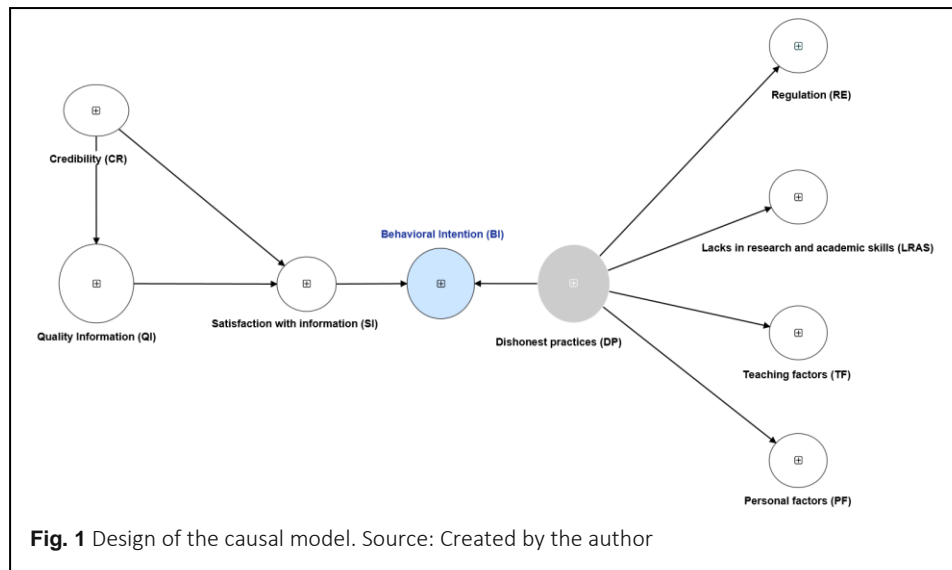 Regulation (RE)
Credibility (CR)
Lacks in research and academic skills (LRAS)
Behavioral Intention (BI)
Quality Information (QI)
Satisfaction with information (SI)
Dishonest practices (DP)
Teaching factors (TF)
Personal factors (PF)
Fig. 1 Design of the causal model. Source: Created by the author